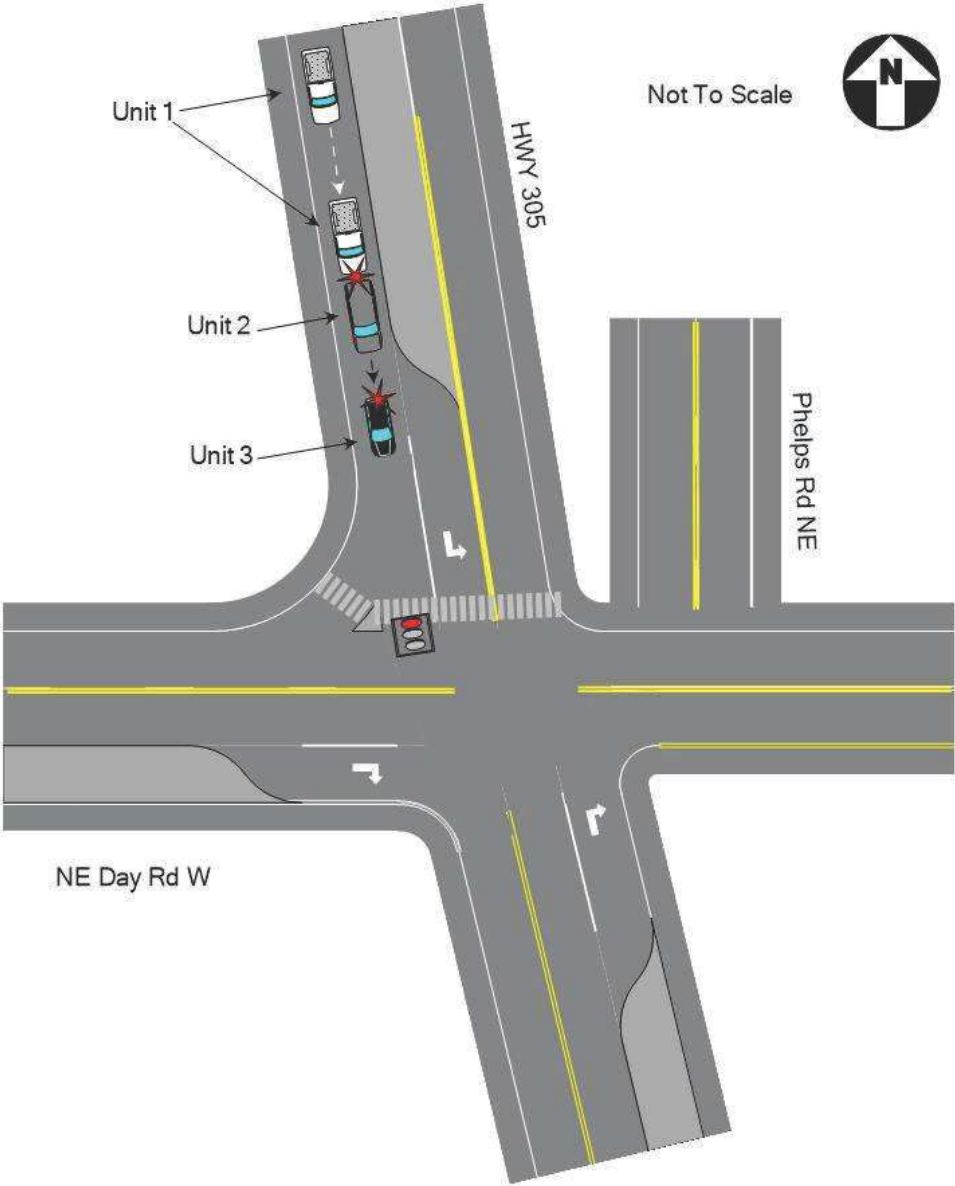 Not To Scale
N
Unit 1
HWY 305
Unit 2
Phelps Rd NE
Unit 3
NE Day Rd W